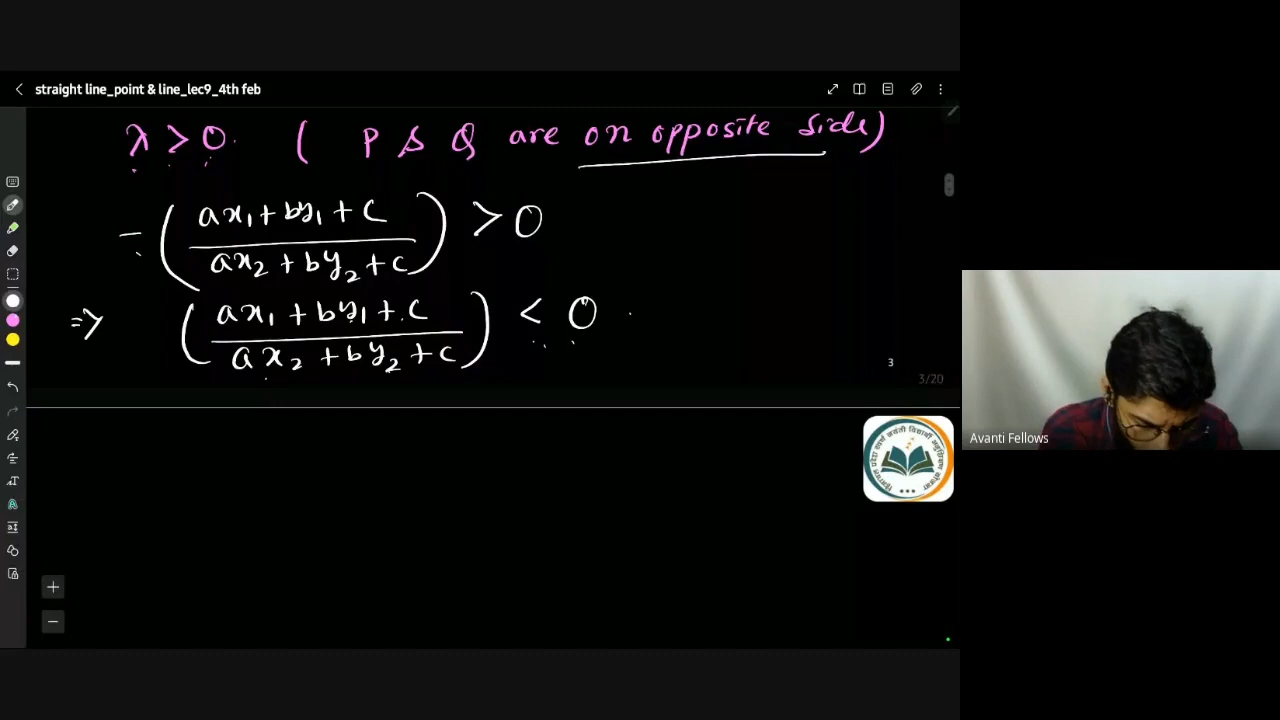 straight line_point & line_lec9_4th feb
λ > 0. ( P & Q are on opposite side)
- ( ax₁ + by₁ + c / ax₂ + by₂ + c ) > 0
=> ( ax₁ + by₁ + c / ax₂ + by₂ + c ) < 0
3
3/20
Avanti Fellows